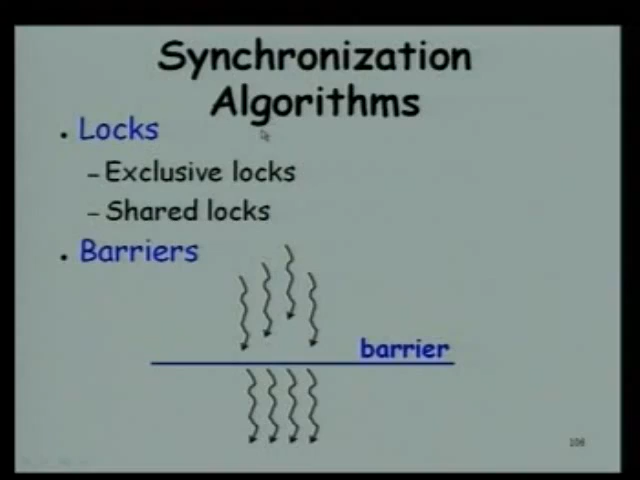 Synchronization
Algorithms
• Locks
– Exclusive locks
– Shared locks
• Barriers
barrier
108